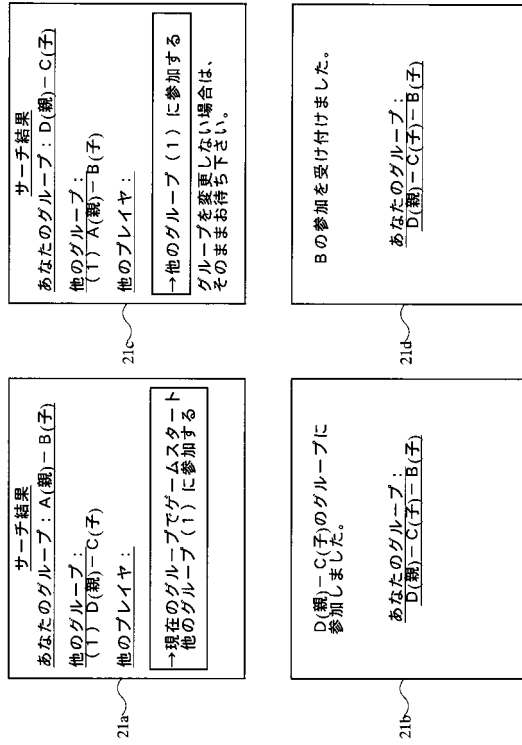 サーチ結果
あなたのグループ：A(親)－B(子)
他のグループ：
(1) D(親)－C(子)
他のプレイヤ：
→現在のグループでゲームスタート
他のグループ（1）に参加する
21a
D(親)－C(子)のグループに
参加しました。
あなたのグループ：
D(親)－C(子)－B(子)
21b
サーチ結果
あなたのグループ：D(親)－C(子)
他のグループ：
(1) A(親)－B(子)
他のプレイヤ：
→他のグループ（1）に参加する
グループを変更しない場合は、
そのままお待ち下さい。
21c
Bの参加を受け付けました。
あなたのグループ：
D(親)－C(子)－B(子)
21d